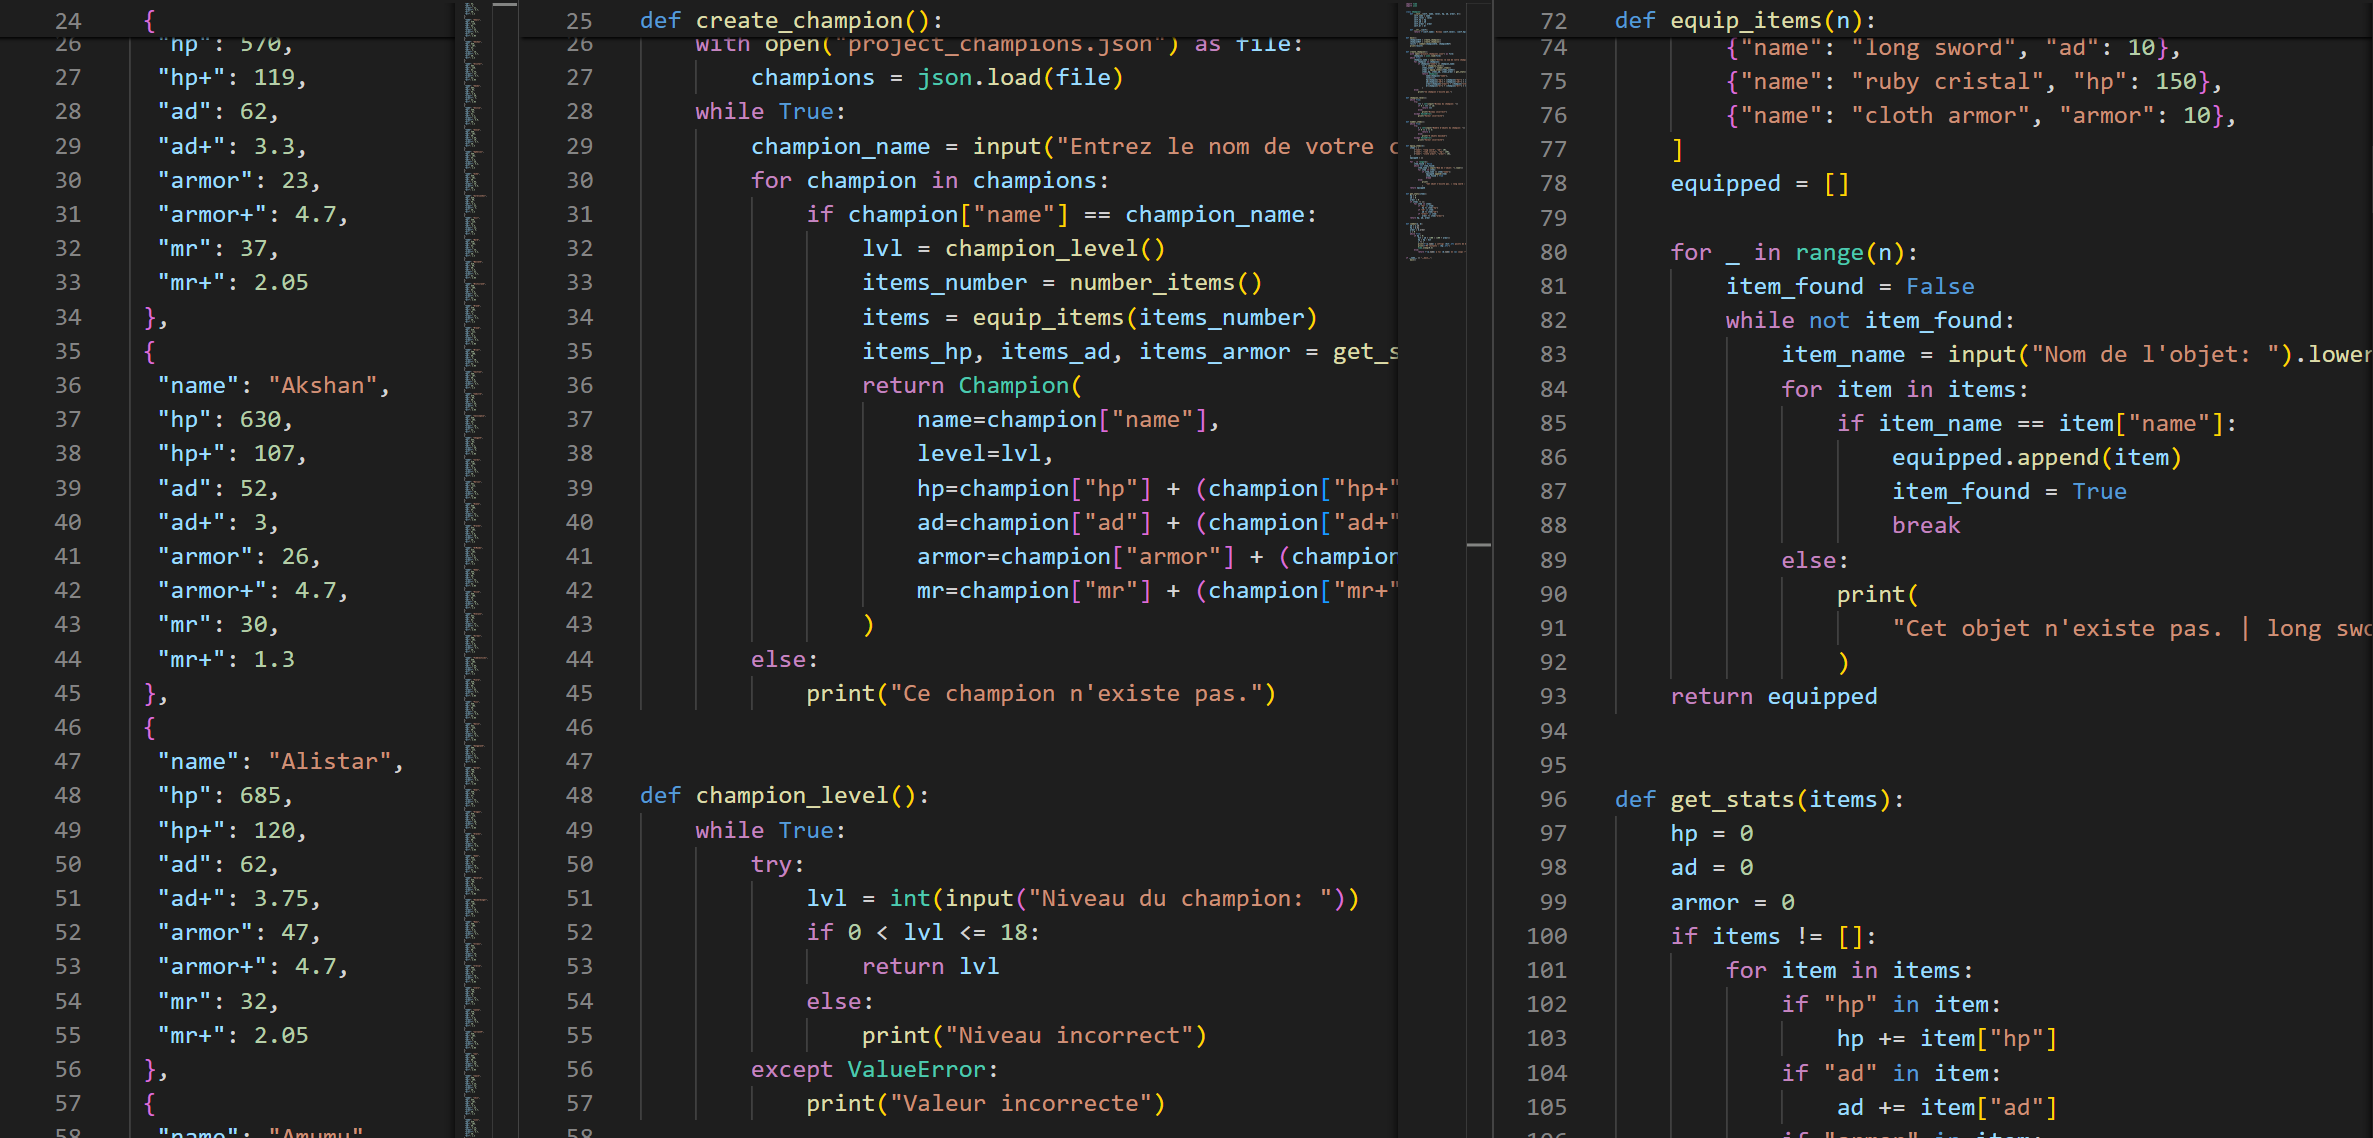 24 {
26 "hp": 570,
27 "hp+": 119,
28 "ad": 62,
29 "ad+": 3.3,
30 "armor": 23,
31 "armor+": 4.7,
32 "mr": 37,
33 "mr+": 2.05
34 },
35 {
36 "name": "Akshan",
37 "hp": 630,
38 "hp+": 107,
39 "ad": 52,
40 "ad+": 3,
41 "armor": 26,
42 "armor+": 4.7,
43 "mr": 30,
44 "mr+": 1.3
45 },
46 {
47 "name": "Alistar",
48 "hp": 685,
49 "hp+": 120,
50 "ad": 62,
51 "ad+": 3.75,
52 "armor": 47,
53 "armor+": 4.7,
54 "mr": 32,
55 "mr+": 2.05
56 },
57 {
58 "name": "Amumu"
25 def create_champion():
26 with open("project_champions.json") as file:
27 champions = json.load(file)
28 while True:
29 champion_name = input("Entrez le nom de votre c
30 for champion in champions:
31 if champion["name"] == champion_name:
32 lvl = champion_level()
33 items_number = number_items()
34 items = equip_items(items_number)
35 items_hp, items_ad, items_armor = get_s
36 return Champion(
37 name=champion["name"],
38 level=lvl,
39 hp=champion["hp"] + (champion["hp+"
40 ad=champion["ad"] + (champion["ad+"
41 armor=champion["armor"] + (champion
42 mr=champion["mr"] + (champion["mr+"
43 )
44 else:
45 print("Ce champion n'existe pas.")
46
47
48 def champion_level():
49 while True:
50 try:
51 lvl = int(input("Niveau du champion: "))
52 if 0 < lvl <= 18:
53 return lvl
54 else:
55 print("Niveau incorrect")
56 except ValueError:
57 print("Valeur incorrecte")
58
72 def equip_items(n):
74 {"name": "long sword", "ad": 10},
75 {"name": "ruby cristal", "hp": 150},
76 {"name": "cloth armor", "armor": 10},
77 ]
78 equipped = []
79
80 for _ in range(n):
81 item_found = False
82 while not item_found:
83 item_name = input("Nom de l'objet: ").lower
84 for item in items:
85 if item_name == item["name"]:
86 equipped.append(item)
87 item_found = True
88 break
89 else:
90 print(
91 "Cet objet n'existe pas. | long swo
92 )
93 return equipped
94
95
96 def get_stats(items):
97 hp = 0
98 ad = 0
99 armor = 0
100 if items != []:
101 for item in items:
102 if "hp" in item:
103 hp += item["hp"]
104 if "ad" in item:
105 ad += item["ad"]
106 if "armor" in item: